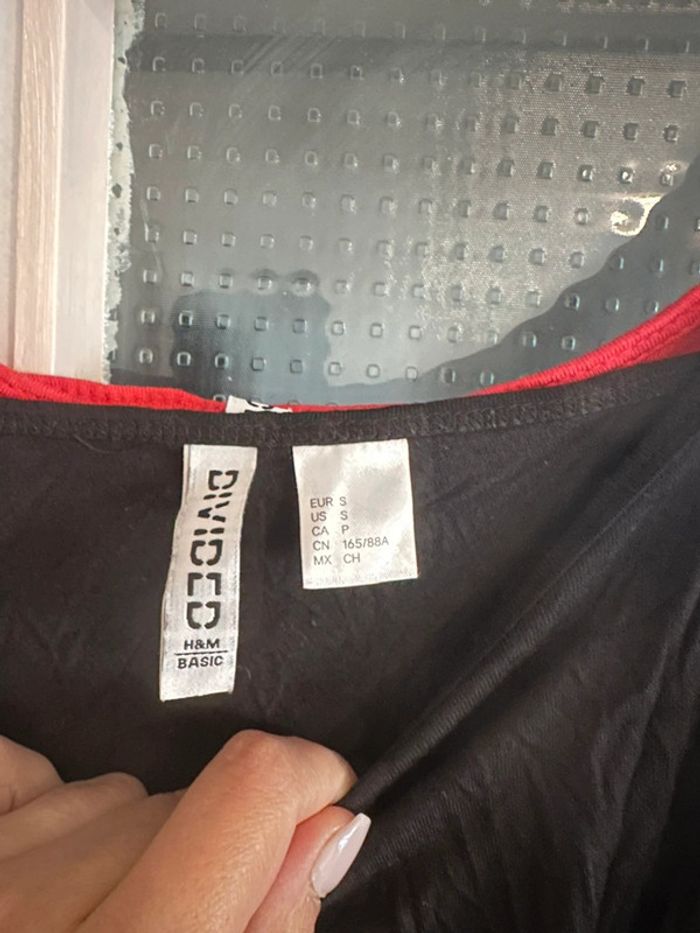 DIVIDED
H&M
BASIC
EUR S
US S
CA P
CN 165/88A
MX CH